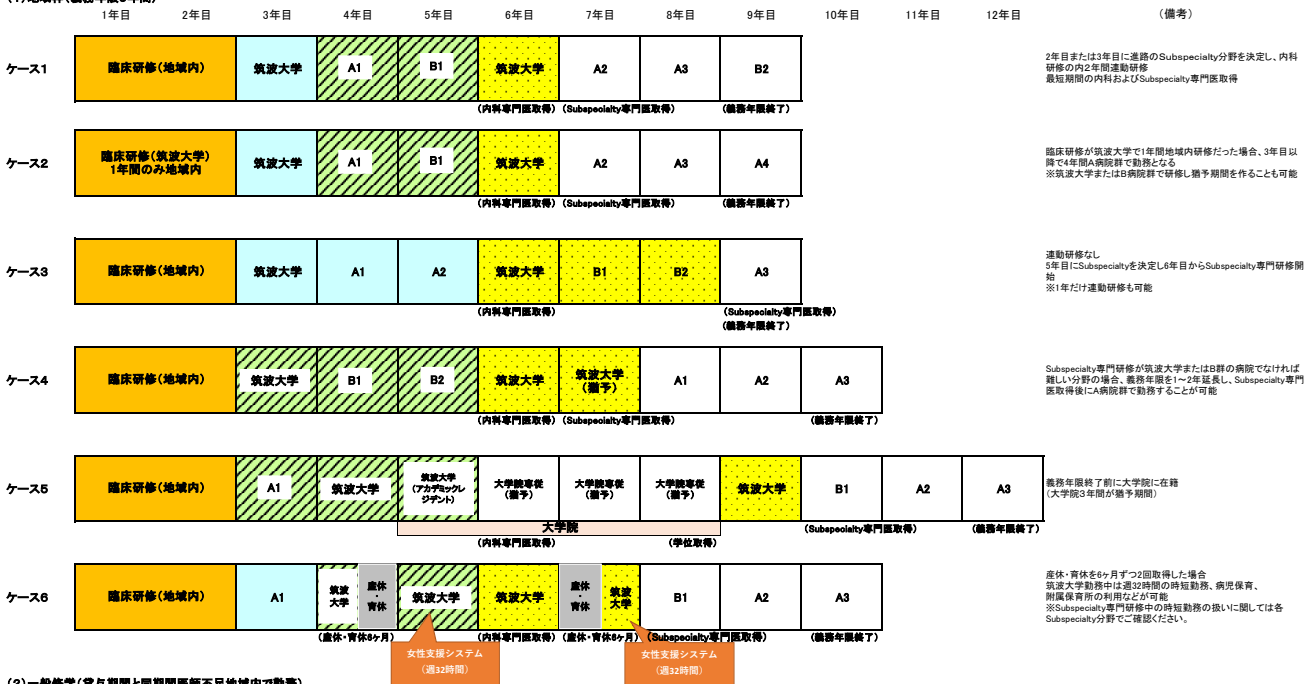 1年目 2年目 3年目 4年目 5年目 6年目 7年目 8年目 9年目 10年目 11年目 12年目 (備考)
ケース1
臨床研修(地域内)
筑波大学
A1
B1
筑波大学
A2
A3
B2
(内科専門医取得) (Subspecialty専門医取得) (義務年限終了)
2年目または3年目に進路のSubspecialty分野を決定し、内科
研修の内2年間連動研修
最短期間の内科およびSubspecialty専門医取得
ケース2
臨床研修(筑波大学)
1年間のみ地域内
筑波大学
A1
B1
筑波大学
A2
A3
A4
(内科専門医取得) (Subspecialty専門医取得) (義務年限終了)
臨床研修が筑波大学で1年間地域内研修だった場合、3年目以
降で4年間A病院群で勤務となる
※筑波大学またはB病院群で研修し猶予期間を作ることも可能
ケース3
臨床研修(地域内)
筑波大学
A1
A2
筑波大学
B1
B2
A3
(内科専門医取得) (Subspecialty専門医取得)
(義務年限終了)
連動研修なし
5年目にSubspecialtyを決定し6年目からSubspecialty専門研修開
始
※1年だけ連動研修も可能
ケース4
臨床研修(地域内)
筑波大学
B1
B2
筑波大学
筑波大学
(猶予)
A1
A2
A3
(内科専門医取得) (Subspecialty専門医取得) (義務年限終了)
Subspecialty専門研修が筑波大学またはB群の病院でなければ
難しい分野の場合、義務年限を1～2年延長し、Subspecialty専門
医取得後にA病院群で勤務することが可能
ケース5
臨床研修(地域内)
A1
筑波大学
筑波大学
(アカデミックレ
ジデント)
大学院専従
(猶予)
大学院専従
(猶予)
大学院専従
(猶予)
筑波大学
B1
A2
A3
大学院
(内科専門医取得) (学位取得) (Subspecialty専門医取得) (義務年限終了)
義務年限終了前に大学院に在籍
(大学院3年間が猶予期間)
ケース6
臨床研修(地域内)
A1
筑波
大学
産休
・
育休
筑波大学
筑波大学
産休
・
育休
筑波
大学
B1
A2
A3
(産休・育休6ヶ月) (内科専門医取得) (産休・育休6ヶ月) (Subspecialty専門医取得) (義務年限終了)
産休・育休を6ヶ月ずつ2回取得した場合
筑波大学勤務中は週32時間の時短勤務、病児保育、
附属保育所の利用などが可能
※Subspecialty専門研修中の時短勤務の扱いに関しては各
Subspecialty分野でご確認ください。
女性支援システム
(週32時間)
女性支援システム
(週32時間)